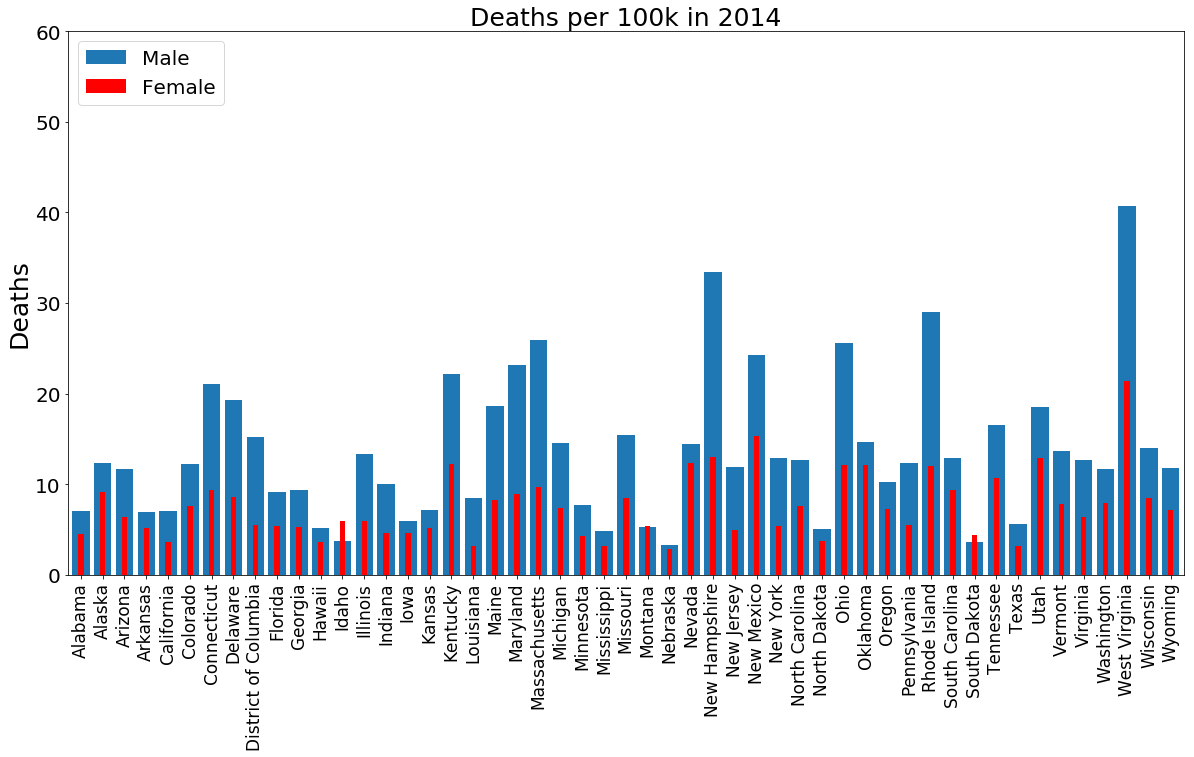 Deaths per 100k in 2014
Male
Female
60
50
40
30
20
10
0
Deaths
Alabama
Alaska
Arizona
Arkansas
California
Colorado
Connecticut
Delaware
District of Columbia
Florida
Georgia
Hawaii
Idaho
Illinois
Indiana
Iowa
Kansas
Kentucky
Louisiana
Maine
Maryland
Massachusetts
Michigan
Minnesota
Mississippi
Missouri
Montana
Nebraska
Nevada
New Hampshire
New Jersey
New Mexico
New York
North Carolina
North Dakota
Ohio
Oklahoma
Oregon
Pennsylvania
Rhode Island
South Carolina
South Dakota
Tennessee
Texas
Utah
Vermont
Virginia
Washington
West Virginia
Wisconsin
Wyoming